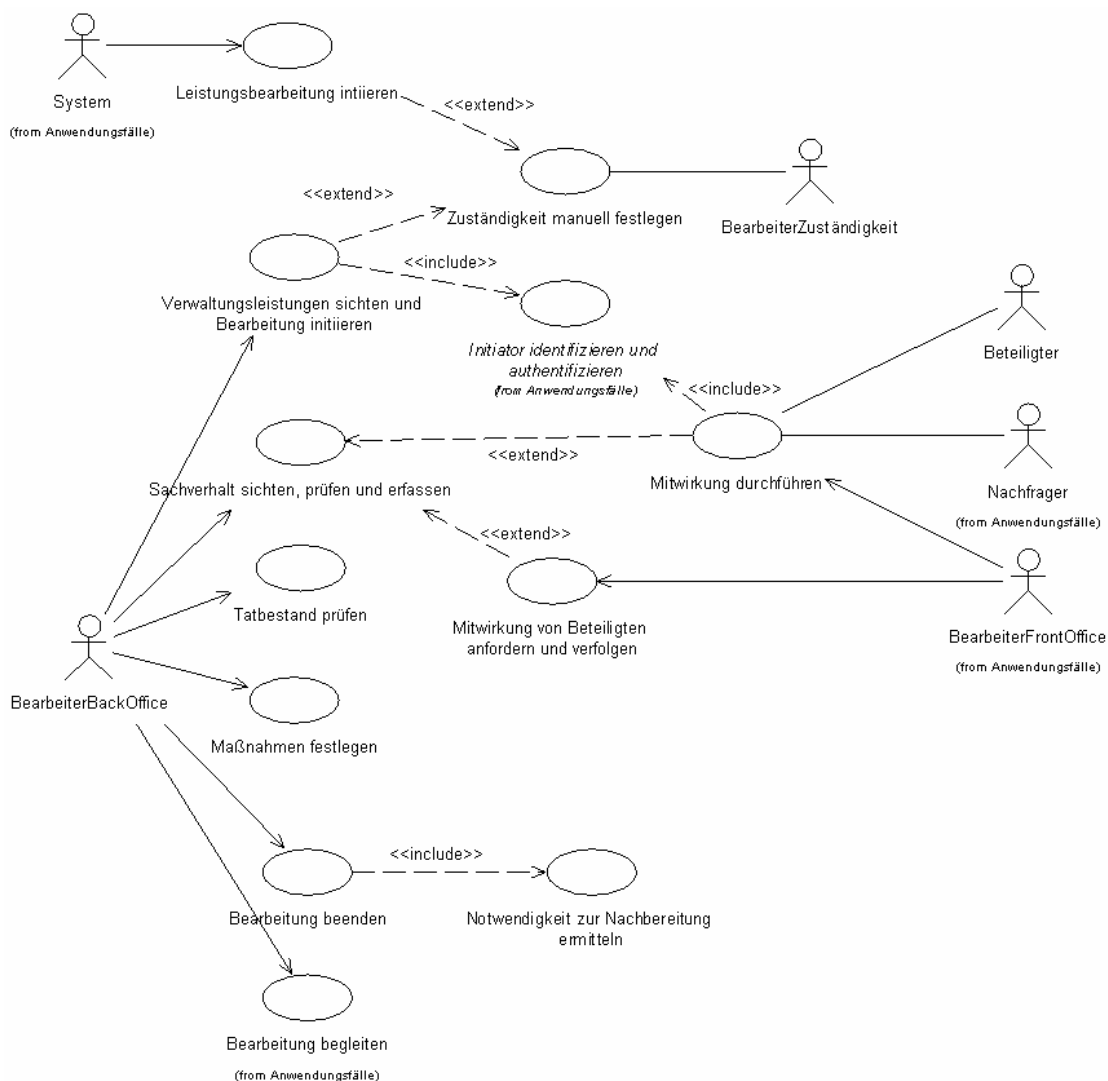 System
(from Anwendungsfälle)
Leistungsbearbeitung intiieren
<<extend>>
Zuständigkeit manuell festlegen
BearbeiterZuständigkeit
<<extend>>
Verwaltungsleistungen sichten und
Bearbeitung initiieren
<<include>>
Initiator identifizieren und
authentifizieren
(from Anwendungsfälle)
Beteiligter
<<include>>
Sachverhalt sichten, prüfen und erfassen
<<extend>>
Mitwirkung durchführen
Nachfrager
(from Anwendungsfälle)
<<extend>>
Tatbestand prüfen
Mitwirkung von Beteiligten
anfordern und verfolgen
BearbeiterFrontOffice
(from Anwendungsfälle)
BearbeiterBackOffice
Maßnahmen festlegen
<<include>>
Bearbeitung beenden
Notwendigkeit zur Nachbereitung
ermitteln
Bearbeitung begleiten
(from Anwendungsfälle)